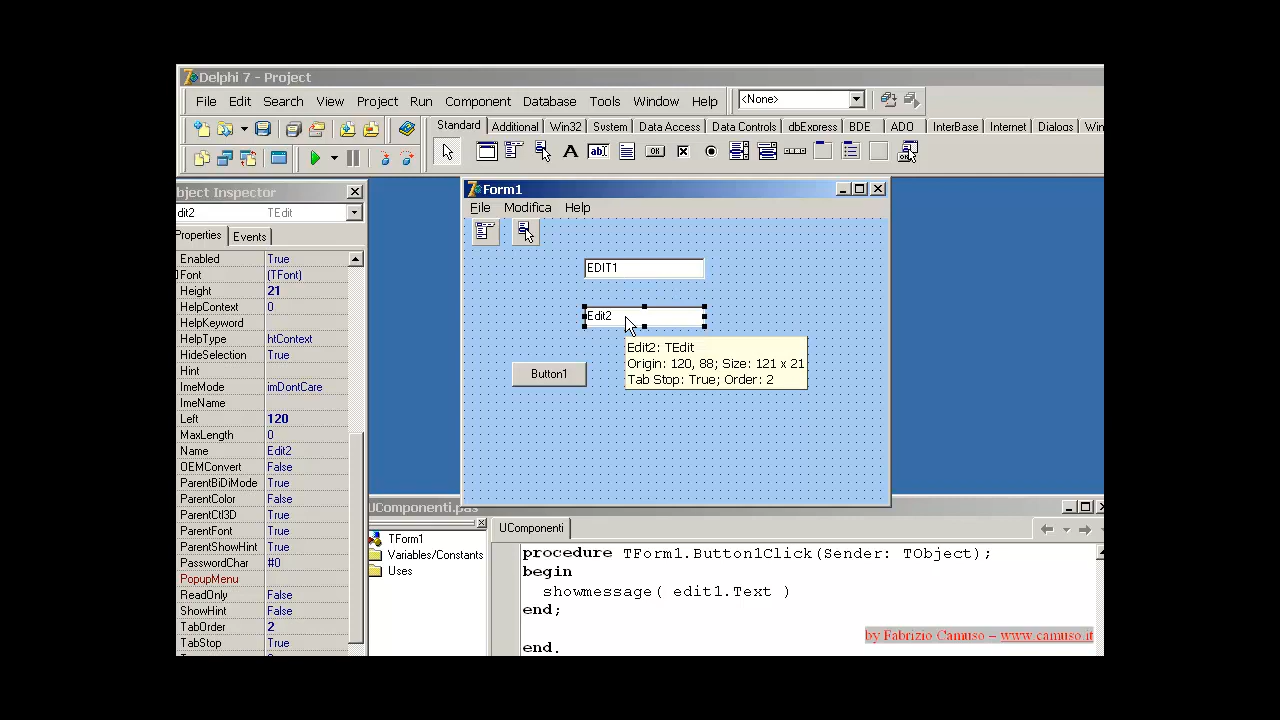 Delphi 7 - Project
File Edit Search View Project Run Component Database Tools Window Help
<None>
Standard Additional Win32 System Data Access Data Controls dbExpress BDE ADO InterBase Internet Dialogs Win
bject Inspector
dit2 TEdit
Properties Events
Enabled True
Font (TFont)
Height 21
HelpContext 0
HelpKeyword
HelpType htContext
HideSelection True
Hint
ImeMode imDontCare
ImeName
Left 120
MaxLength 0
Name Edit2
OEMConvert False
ParentBiDiMode True
ParentColor False
ParentCtl3D True
ParentFont True
ParentShowHint True
PasswordChar #0
PopupMenu
ReadOnly False
ShowHint False
TabOrder 2
TabStop True
Form1
File Modifica Help
EDIT1
Edit2
Edit2: TEdit
Origin: 120, 88; Size: 121 x 21
Tab Stop: True; Order: 2
Button1
UComponenti.pas
TForm1
Variables/Constants
Uses
UComponenti
procedure TForm1.Button1Click(Sender: TObject);
begin
showmessage( edit1.Text )
end;
end.
by Fabrizio Camuso – www.camuso.it